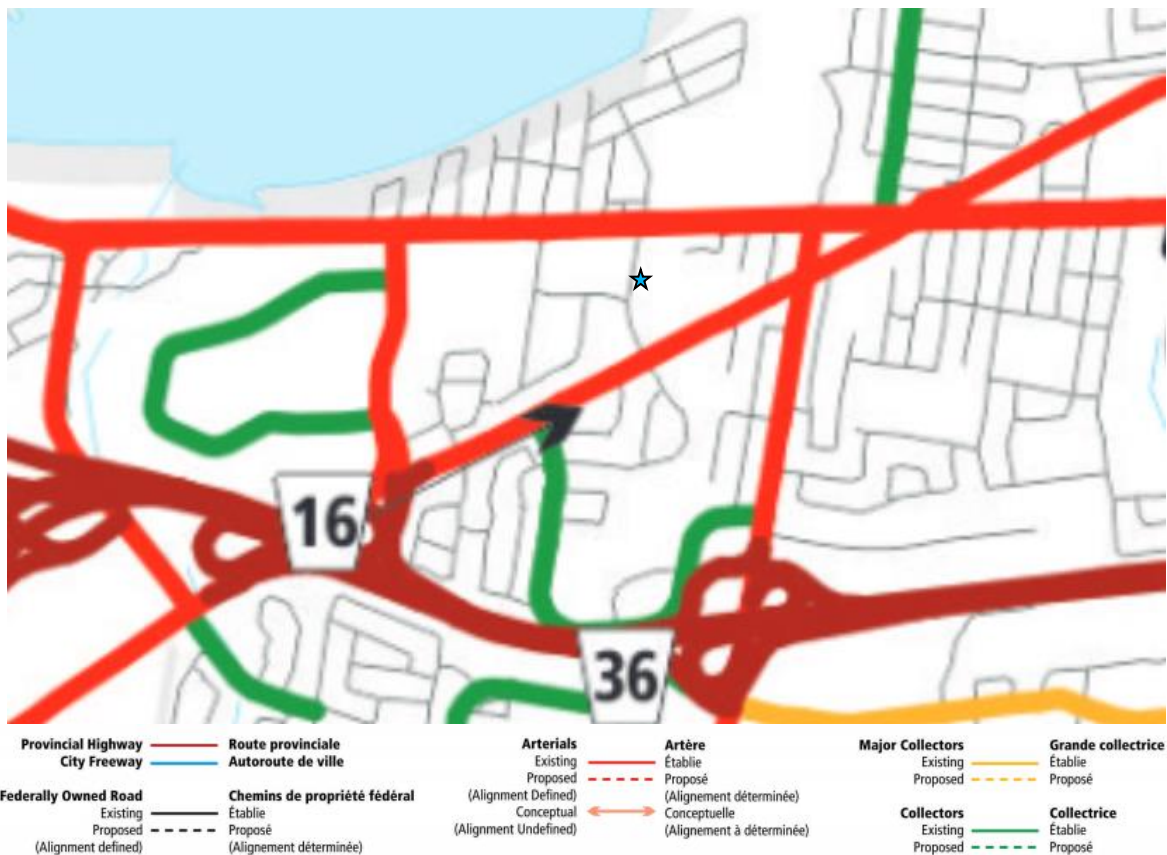 16
36
Provincial Highway Route provinciale
City Freeway Autoroute de ville
Federally Owned Road Chemins de propriété fédéral
Existing Établie
Proposed Proposé
(Alignment defined) (Alignement déterminée)
Arterials Artère
Existing Établie
Proposed Proposé
(Alignment Defined) (Alignement déterminée)
Conceptual Conceptuelle
(Alignment Undefined) (Alignement à déterminée)
Major Collectors Grande collectrice
Existing Établie
Proposed Proposé
Collectors Collectrice
Existing Établie
Proposed Proposé